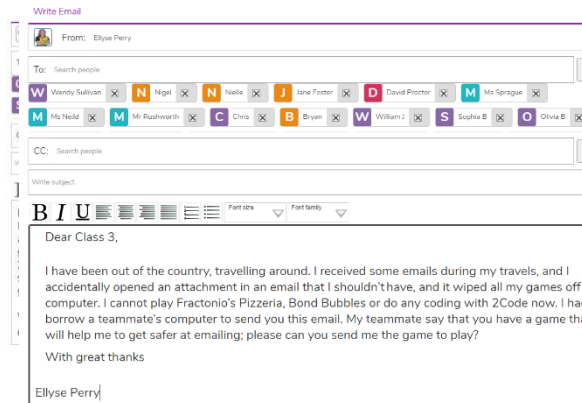 Write Email
From: Ellyse Perry
To: Search people
W Wendy Sullivan N Nigel N Nielle J Jane Foster D David Proctor M Ms Sprague
M Ms Neild M Mr Rushworth C Chris B Bryan W William J S Sophia B O Olivia B
CC: Search people
Write subject
B I U Font size Font family
Dear Class 3,
I have been out of the country, travelling around. I received some emails during my travels, and I
accidentally opened an attachment in an email that I shouldn't have, and it wiped all my games off
computer. I cannot play Fractonio's Pizzeria, Bond Bubbles or do any coding with 2Code now. I had
borrow a teammate's computer to send you this email. My teammate say that you have a game tha
will help me to get safer at emailing; please can you send me the game to play?
With great thanks
Ellyse Perry